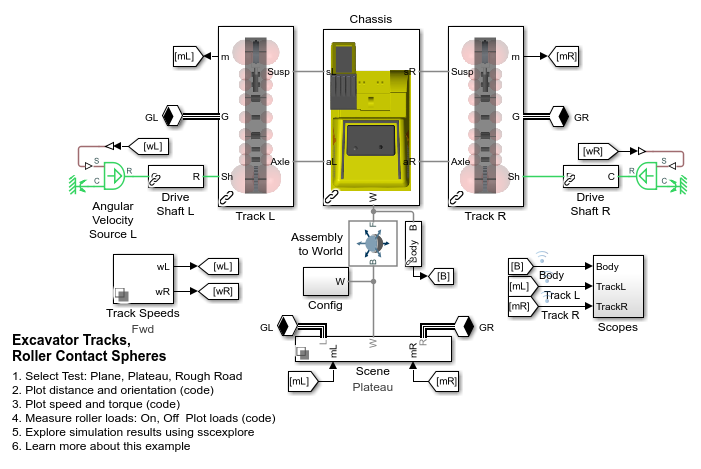 Chassis
[mL]
m
Susp
sL
sR
Susp
m
[mR]
GL
G
G
GR
[wL]
[wR]
S
C
R
R
Sh
Axle
aL
aR
Axle
Sh
C
R
S
C
W
Angular
Velocity
Source L
Drive
Shaft L
Track L
Track R
Drive
Shaft R
Assembly
to World
F
B
B
Body
[B]
W
Config
wL
wR
[wL]
[wR]
Track Speeds
Fwd
[B]
Body
[mL]
Track L
[mR]
Track R
Body
TrackL
TrackR
Scopes
GL
GR
L
W
R
mL
mR
Scene
Plateau
[mL]
[mR]
Excavator Tracks,
Roller Contact Spheres
1. Select Test: Plane, Plateau, Rough Road
2. Plot distance and orientation (code)
3. Plot speed and torque (code)
4. Measure roller loads: On, Off Plot loads (code)
5. Explore simulation results using sscexplore
6. Learn more about this example